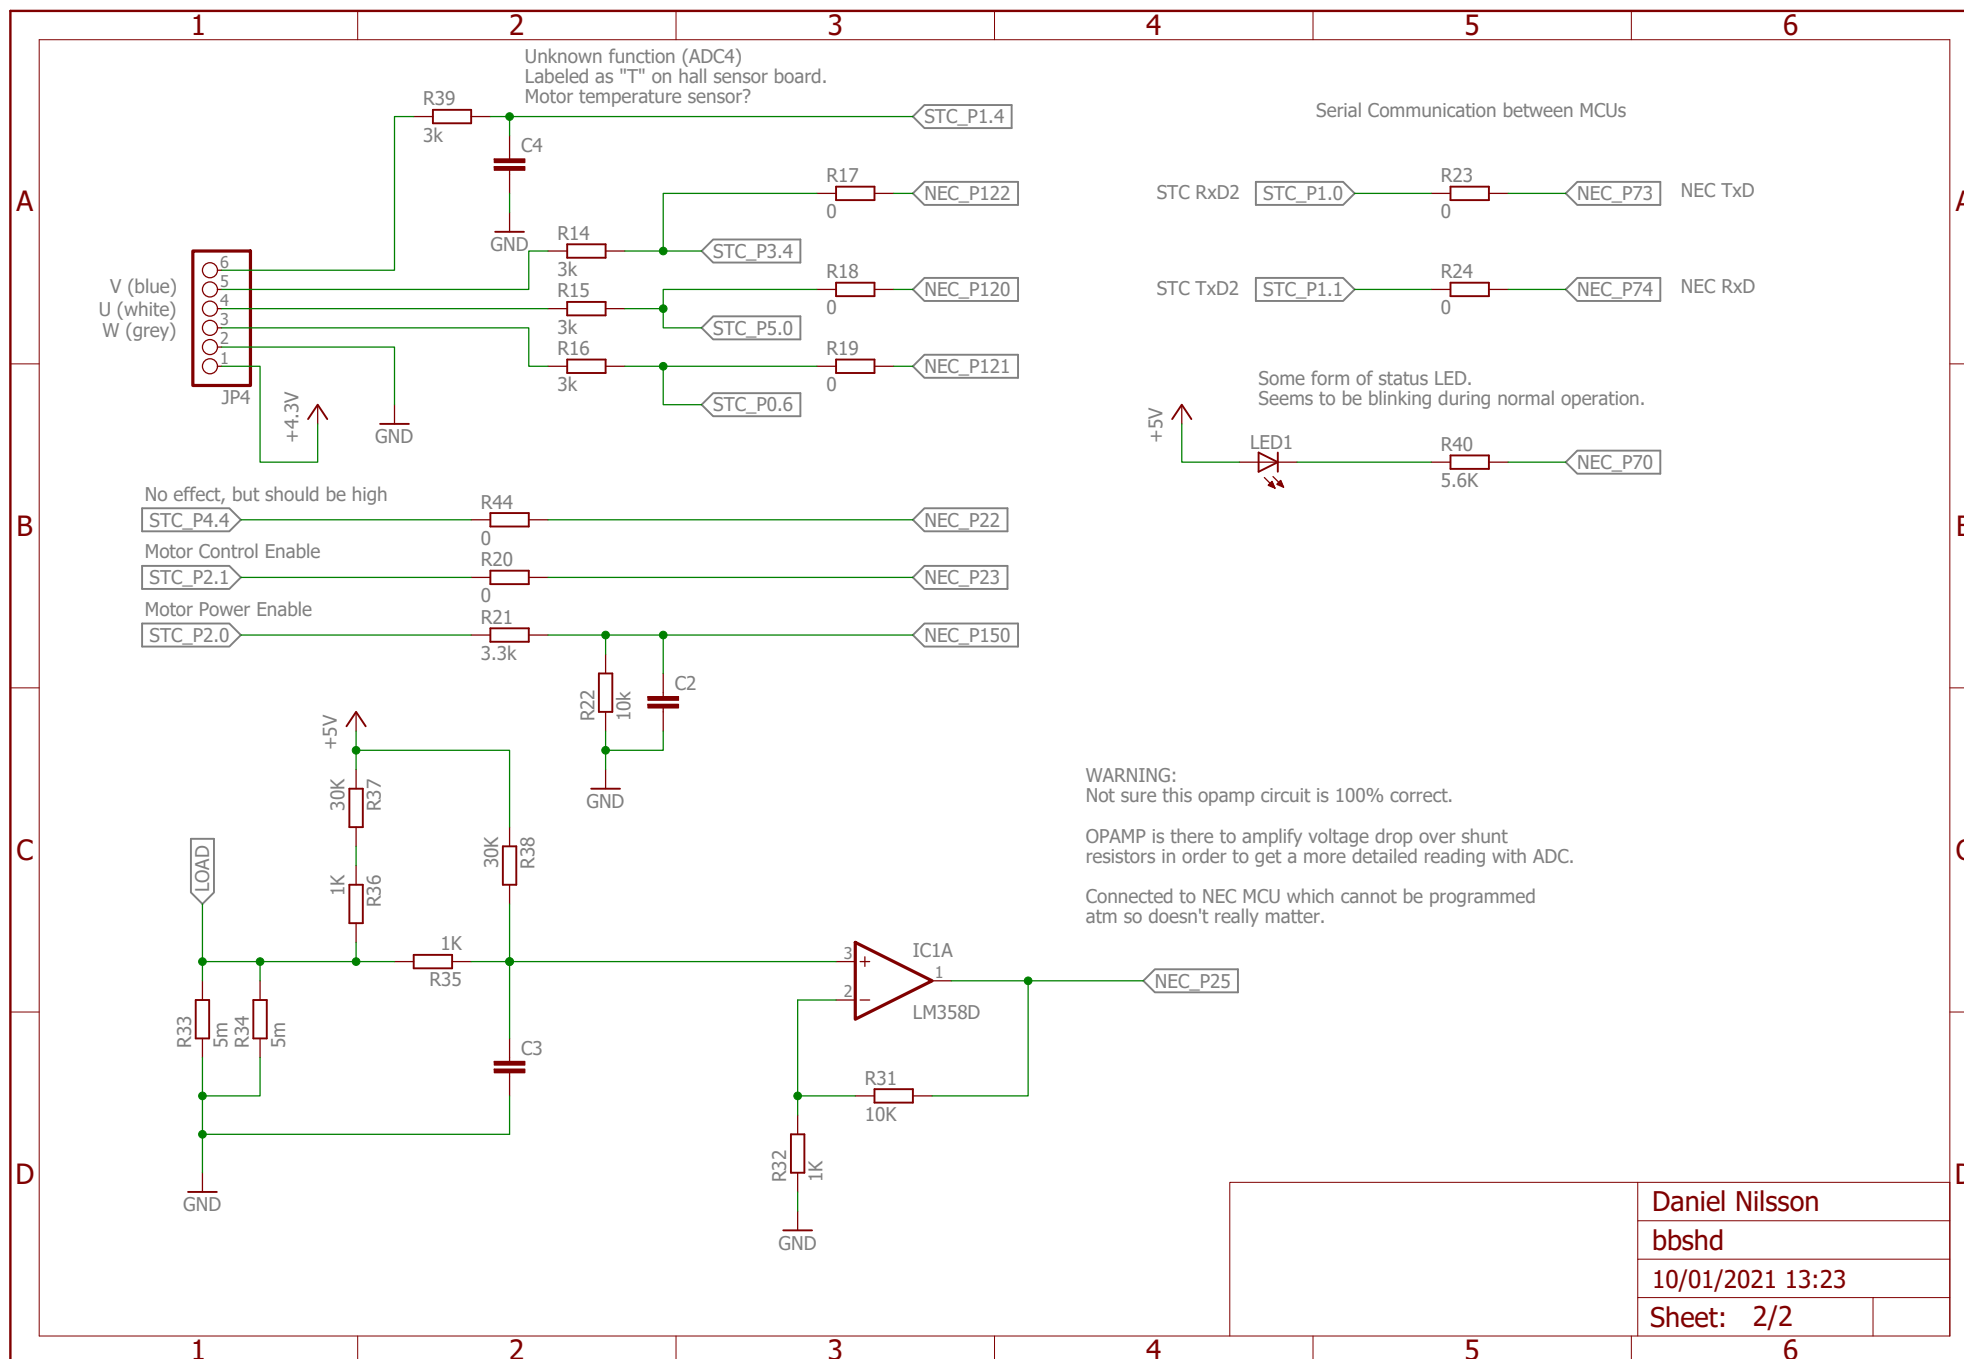 1 2 3 4 5 6
Unknown function (ADC4)
Labeled as "T" on hall sensor board.
Motor temperature sensor?
R39
3k
STC_P1.4
C4
GND
Serial Communication between MCUs
A
A
R17
0
NEC_P122
STC RxD2
STC_P1.0
R23
0
NEC_P73
NEC TxD
R14
3k
STC_P3.4
R18
0
NEC_P120
STC TxD2
STC_P1.1
R24
0
NEC_P74
NEC RxD
V (blue)
U (white)
W (grey)
6
5
4
3
2
1
JP4
R15
3k
STC_P5.0
R16
3k
R19
0
NEC_P121
STC_P0.6
+4.3V
GND
Some form of status LED.
Seems to be blinking during normal operation.
+5V
LED1
R40
5.6K
NEC_P70
B
B
No effect, but should be high
STC_P4.4
R44
0
NEC_P22
Motor Control Enable
STC_P2.1
R20
0
NEC_P23
Motor Power Enable
STC_P2.0
R21
3.3k
NEC_P150
R22
10k
C2
GND
C
C
+5V
30K
R37
1K
R36
30K
R38
LOAD
1K
R35
R33
5m
R34
5m
C3
GND
WARNING:
Not sure this opamp circuit is 100% correct.
OPAMP is there to amplify voltage drop over shunt
resistors in order to get a more detailed reading with ADC.
Connected to NEC MCU which cannot be programmed
atm so doesn't really matter.
3
+
2
−
1
IC1A
LM358D
NEC_P25
R31
10K
R32
1K
GND
D
D
Daniel Nilsson
bbshd
10/01/2021 13:23
Sheet: 2/2
1 2 3 4 5 6